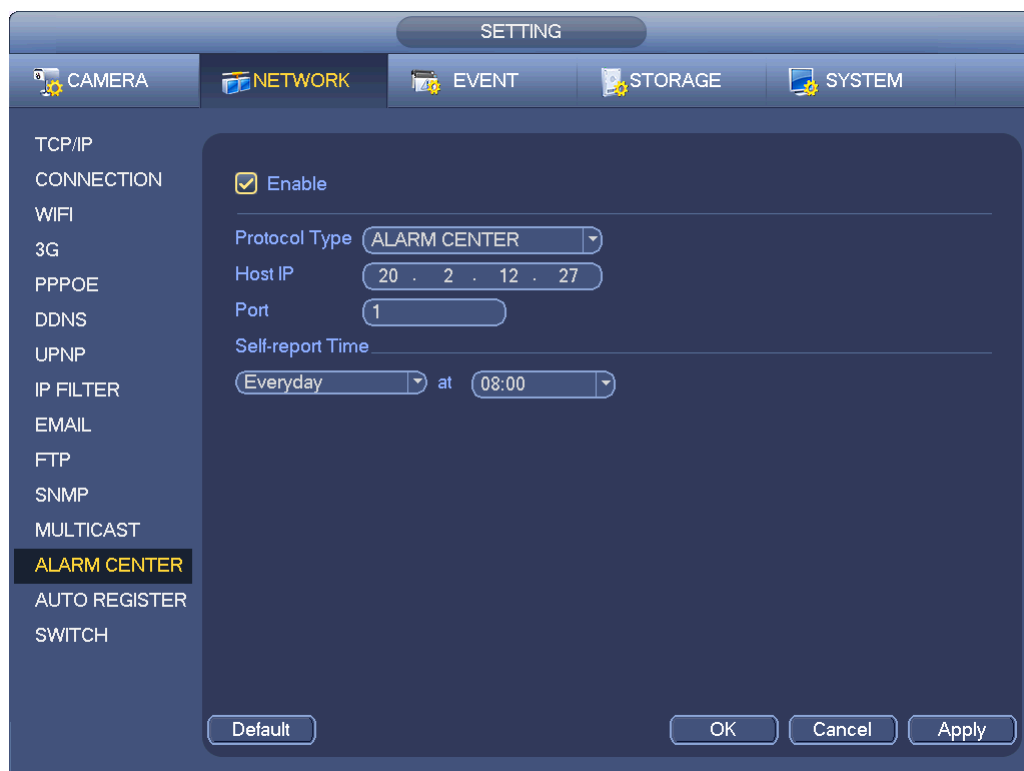 SETTING
CAMERA NETWORK EVENT STORAGE SYSTEM
TCP/IP
CONNECTION
WIFI
3G
PPPOE
DDNS
UPNP
IP FILTER
EMAIL
FTP
SNMP
MULTICAST
ALARM CENTER
AUTO REGISTER
SWITCH
Enable
Protocol Type ALARM CENTER
Host IP 20 . 2 . 12 . 27
Port 1
Self-report Time
Everyday at 08:00
Default OK Cancel Apply